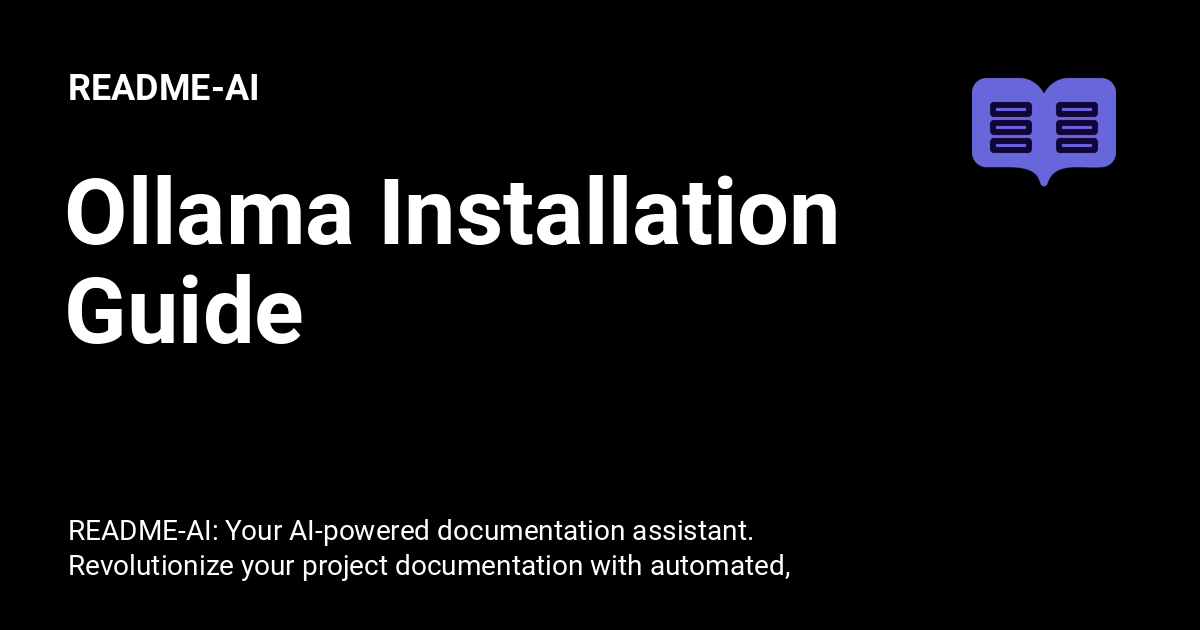 README-AI
Ollama Installation
Guide
README-AI: Your AI-powered documentation assistant.
Revolutionize your project documentation with automated,